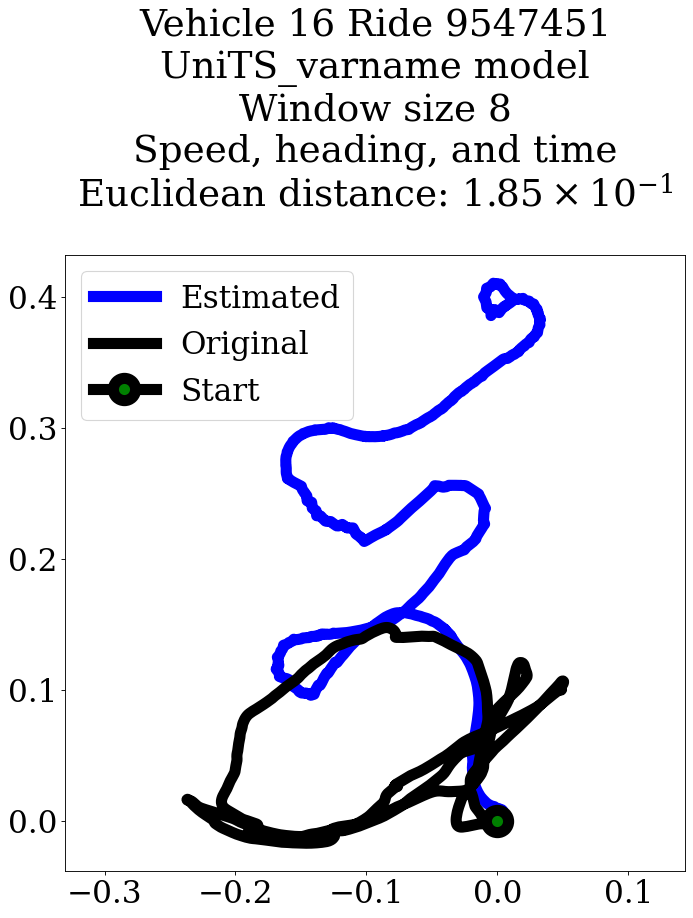 Vehicle 16 Ride 9547451
UniTS_varname model
Window size 8
Speed, heading, and time
Euclidean distance: 1.85 × 10⁻¹
Estimated
Original
Start
0.4
0.3
0.2
0.1
0.0
−0.3 −0.2 −0.1 0.0 0.1